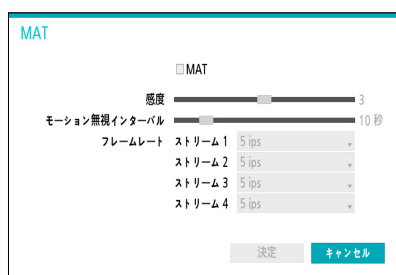 MAT
MAT
感度 3
モーション無視インターバル 10 秒
フレームレート ストリーム 1 5 ips
ストリーム 2 5 ips
ストリーム 3 5 ips
ストリーム 4 5 ips
決定 キャンセル